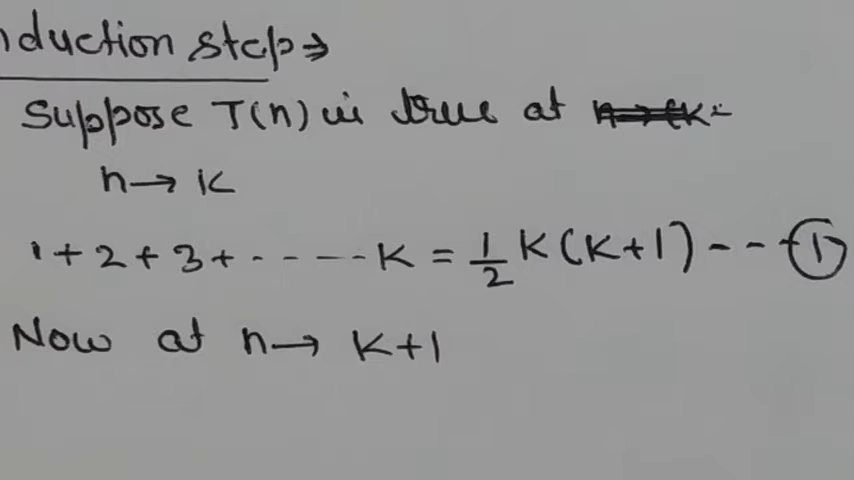 nduction step⇒
Suppose T(n) is true at
n → K
1 + 2 + 3 + - - - - - K = 1/2 K (K+1) - - - ①
Now at n → K+1